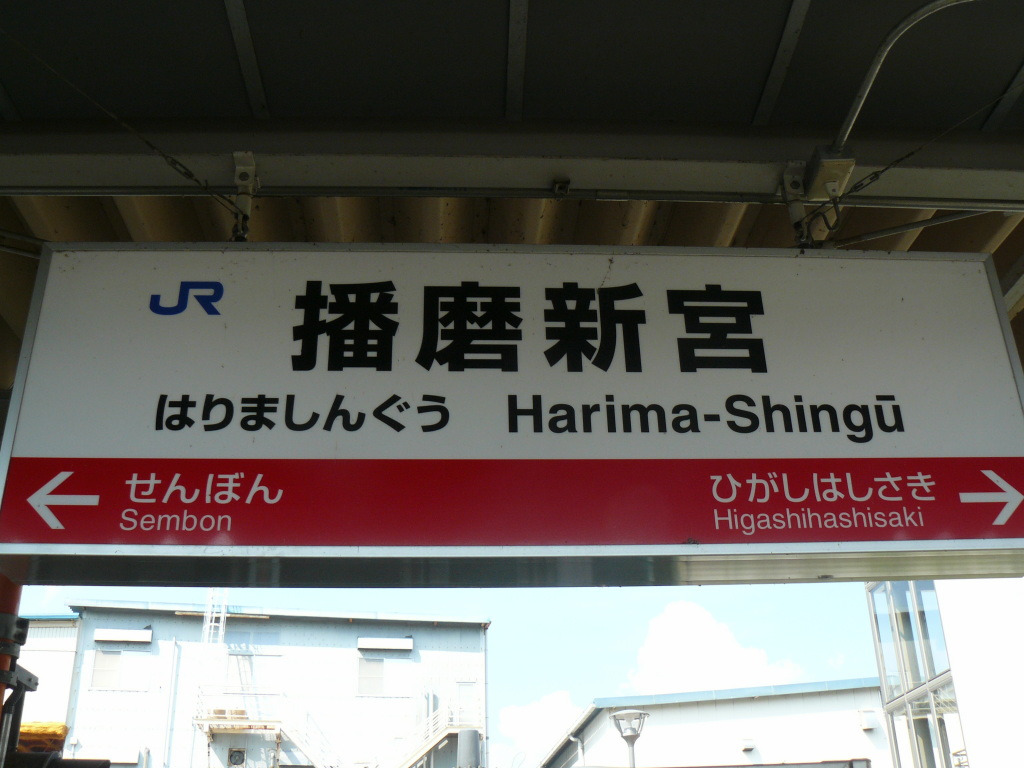 JR 播磨新宮
はりましんぐう Harima-Shingū
← せんぼん ひがしはしさき →
Sembon Higashihashisaki